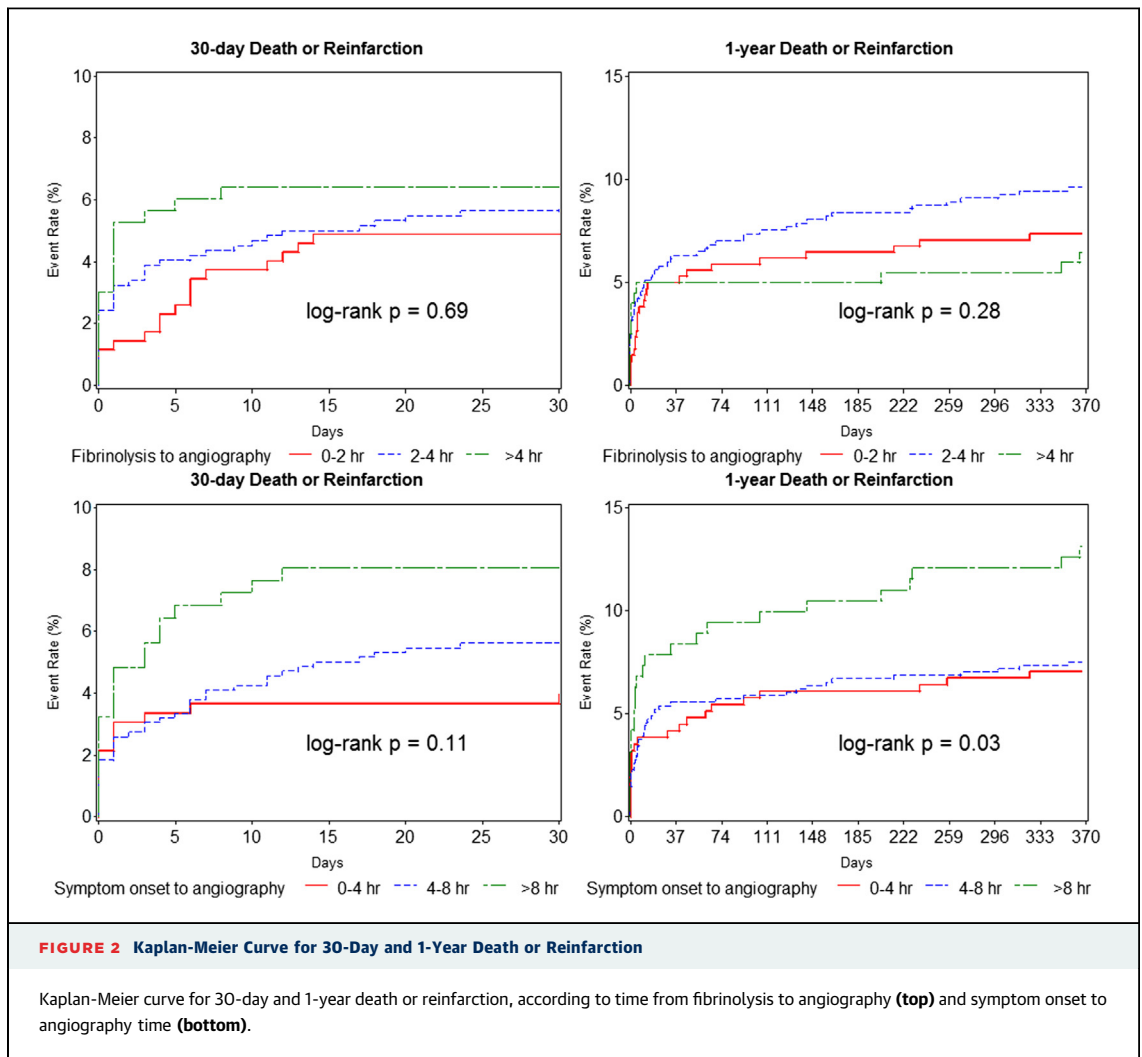 30-day Death or Reinfarction
10
8
6
4
2
0
Event Rate (%)
log-rank p = 0.69
0 5 10 15 20 25 30
Days
Fibrinolysis to angiography 0-2 hr 2-4 hr >4 hr
1-year Death or Reinfarction
15
10
5
0
Event Rate (%)
log-rank p = 0.28
0 37 74 111 148 185 222 259 296 333 370
Days
Fibrinolysis to angiography 0-2 hr 2-4 hr >4 hr
30-day Death or Reinfarction
10
8
6
4
2
0
Event Rate (%)
log-rank p = 0.11
0 5 10 15 20 25 30
Days
Symptom onset to angiography 0-4 hr 4-8 hr >8 hr
1-year Death or Reinfarction
15
10
5
0
Event Rate (%)
log-rank p = 0.03
0 37 74 111 148 185 222 259 296 333 370
Days
Symptom onset to angiography 0-4 hr 4-8 hr >8 hr
FIGURE 2 Kaplan-Meier Curve for 30-Day and 1-Year Death or Reinfarction
Kaplan-Meier curve for 30-day and 1-year death or reinfarction, according to time from fibrinolysis to angiography (top) and symptom onset to
angiography time (bottom).